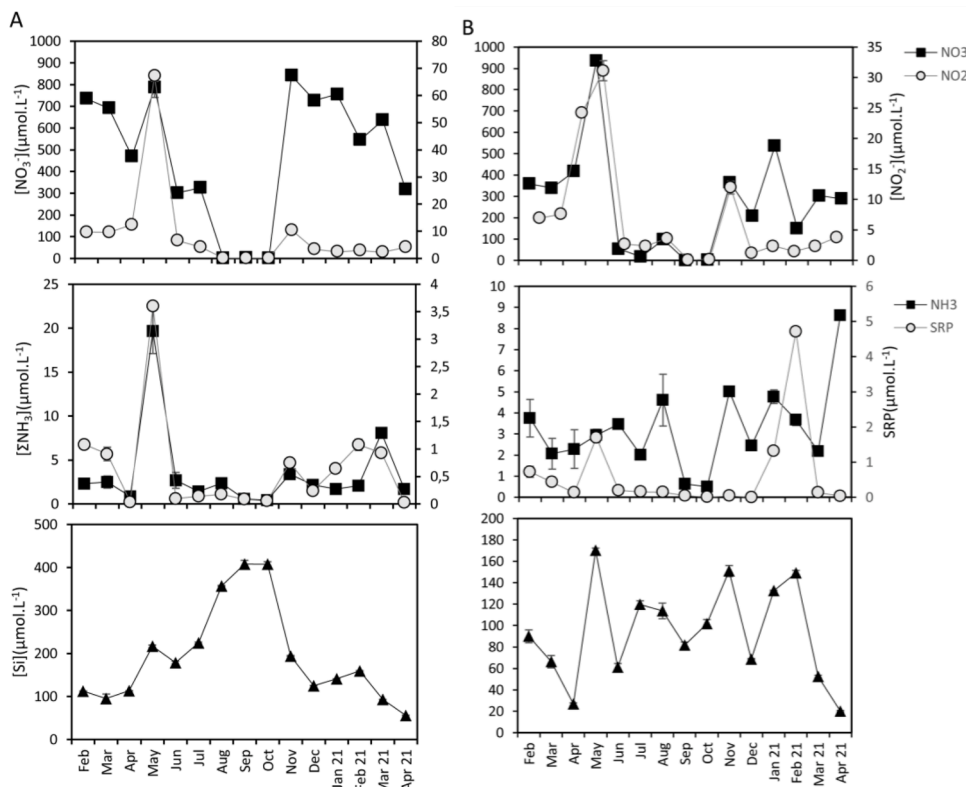 A
1000
900
800
700
600
500
400
300
200
100
0
[NO₃⁻](µmol.L⁻¹)
80
70
60
50
40
30
20
10
0
B
1000
900
800
700
600
500
400
300
200
100
0
35
30
25
20
15
10
5
0
[NO₂⁻](µmol.L⁻¹)
NO3
NO2
25
20
15
10
5
0
[ΣNH₃](µmol.L⁻¹)
4
3,5
3
2,5
2
1,5
1
0,5
0
10
9
8
7
6
5
4
3
2
1
0
6
5
4
3
2
1
0
SRP(µmol.L⁻¹)
NH3
SRP
500
400
300
200
100
0
[Si](µmol.L⁻¹)
Feb
Mar
Apr
May
Jun
Jul
Aug
Sep
Oct
Nov
Dec
Jan 21
Feb 21
Mar 21
Apr 21
200
180
160
140
120
100
80
60
40
20
0
Feb
Mar
Apr
May
Jun
Jul
Aug
Sep
Oct
Nov
Dec
Jan 21
Feb 21
Mar 21
Apr 21